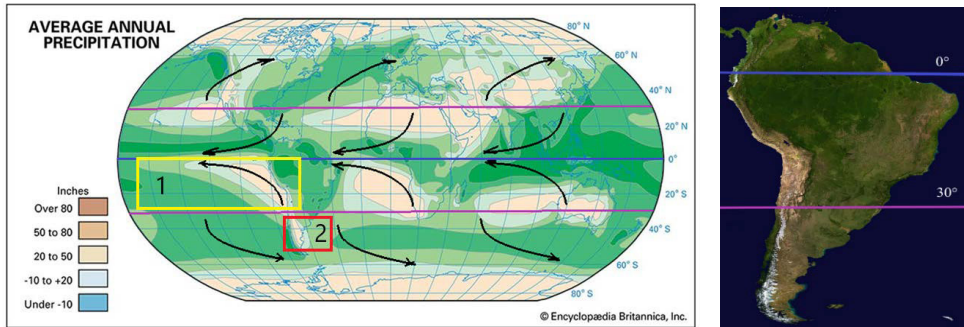 AVERAGE ANNUAL
PRECIPITATION
80° N
60° N
40° N
20° N
0°
20° S
40° S
60° S
80° S
1
2
Inches
Over 80
50 to 80
20 to 50
-10 to +20
Under -10
© Encyclopædia Britannica, Inc.
0°
30°